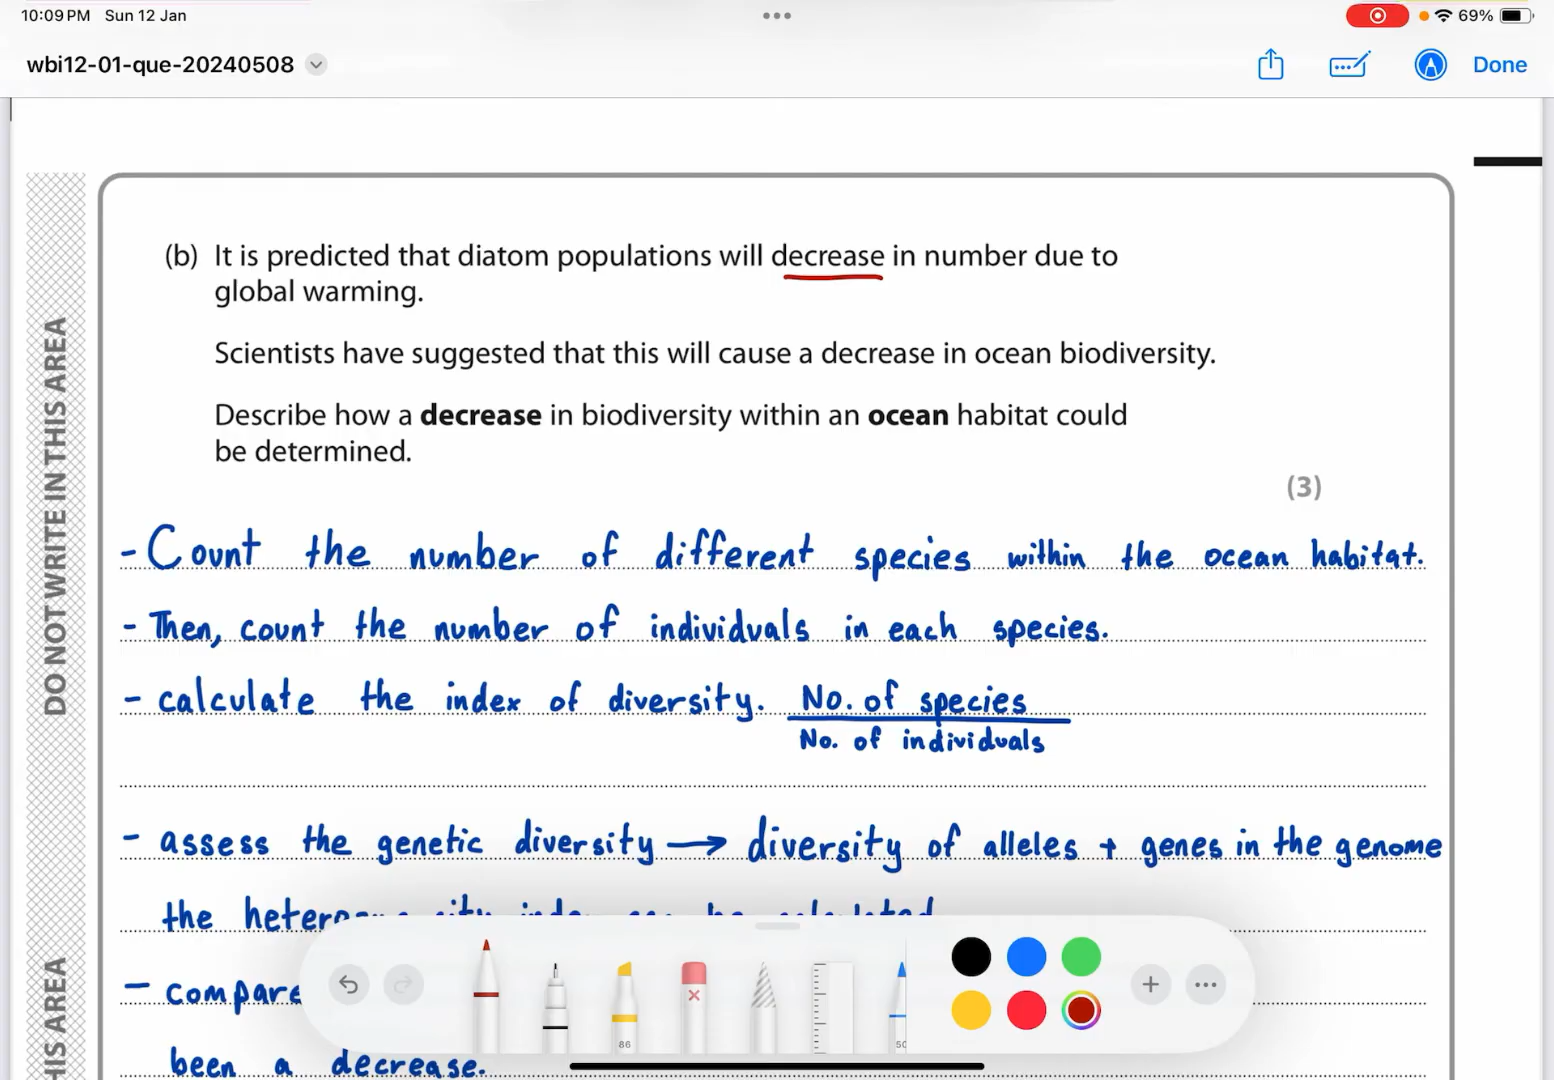 10:09 PM Sun 12 Jan
69%
wbi12-01-que-20240508
Done
(b) It is predicted that diatom populations will decrease in number due to
global warming.
Scientists have suggested that this will cause a decrease in ocean biodiversity.
Describe how a decrease in biodiversity within an ocean habitat could
be determined.
(3)
- Count the number of different species within the ocean habitat.
- Then, count the number of individuals in each species.
- calculate the index of diversity. No. of species
No. of individuals
- assess the genetic diversity → diversity of alleles + genes in the genome
the
- compare
been a decrease.
DO NOT WRITE IN THIS AREA
HIS AREA
86
50